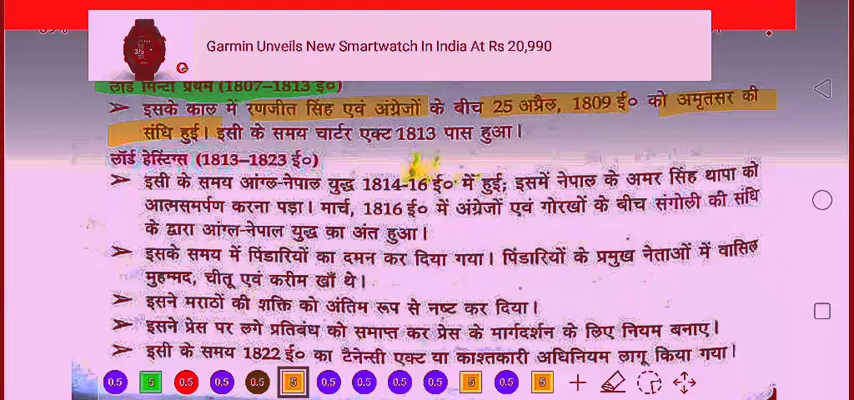 Garmin Unveils New Smartwatch In India At Rs 20,990
लॉर्ड मिन्टो प्रथम (1807–1813 ई०)
➢ इसके काल में रणजीत सिंह एवं अंग्रेजों के बीच 25 अप्रैल, 1809 ई० को अमृतसर की
संधि हुई। इसी के समय चार्टर एक्ट 1813 पास हुआ।
लॉर्ड हेस्टिंग्स (1813–1823 ई०)
➢ इसी के समय आंग्ल-नेपाल युद्ध 1814-16 ई० में हुई; इसमें नेपाल के अमर सिंह थापा को
आत्मसमर्पण करना पड़ा। मार्च, 1816 ई० में अंग्रेजों एवं गोरखों के बीच संगोली की संधि
के द्वारा आंग्ल-नेपाल युद्ध का अंत हुआ।
➢ इसके समय में पिंडारियों का दमन कर दिया गया। पिंडारियों के प्रमुख नेताओं में वासिल
मुहम्मद, चीतू एवं करीम खाँ थे।
➢ इसने मराठों की शक्ति को अंतिम रूप से नष्ट कर दिया।
➢ इसने प्रेस पर लगे प्रतिबंध को समाप्त कर प्रेस के मार्गदर्शन के लिए नियम बनाए।
➢ इसी के समय 1822 ई० का टैनेन्सी एक्ट या काश्तकारी अधिनियम लागू किया गया।
0.5 5 0.5 0.5 0.5 5 0.5 0.5 0.5 0.5 5 0.5 5